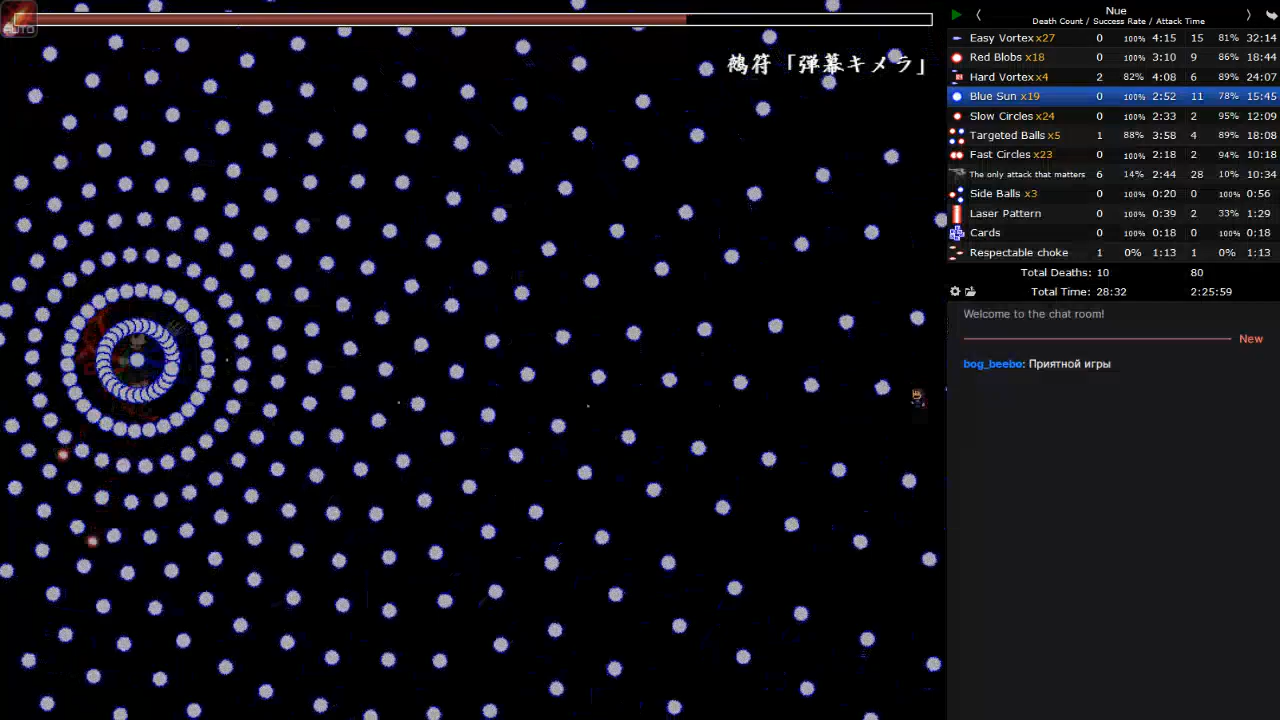 AUTO
鵺符「弾幕キメラ」
Nue
Death Count / Success Rate / Attack Time
Easy Vortex x27 0 100% 4:15 15 81% 32:14
Red Blobs x18 0 100% 3:10 9 86% 18:44
Hard Vortex x4 2 82% 4:08 6 89% 24:07
Blue Sun x19 0 100% 2:52 11 78% 15:45
Slow Circles x24 0 100% 2:33 2 95% 12:09
Targeted Balls x5 1 88% 3:58 4 89% 18:08
Fast Circles x23 0 100% 2:18 2 94% 10:18
The only attack that matters 6 14% 2:44 28 10% 10:34
Side Balls x3 0 100% 0:20 0 100% 0:56
Laser Pattern 0 100% 0:39 2 33% 1:29
Cards 0 100% 0:18 0 100% 0:18
Respectable choke 1 0% 1:13 1 0% 1:13
Total Deaths: 10 80
Total Time: 28:32 2:25:59
Welcome to the chat room!
New
bog_beebo: Приятной игры